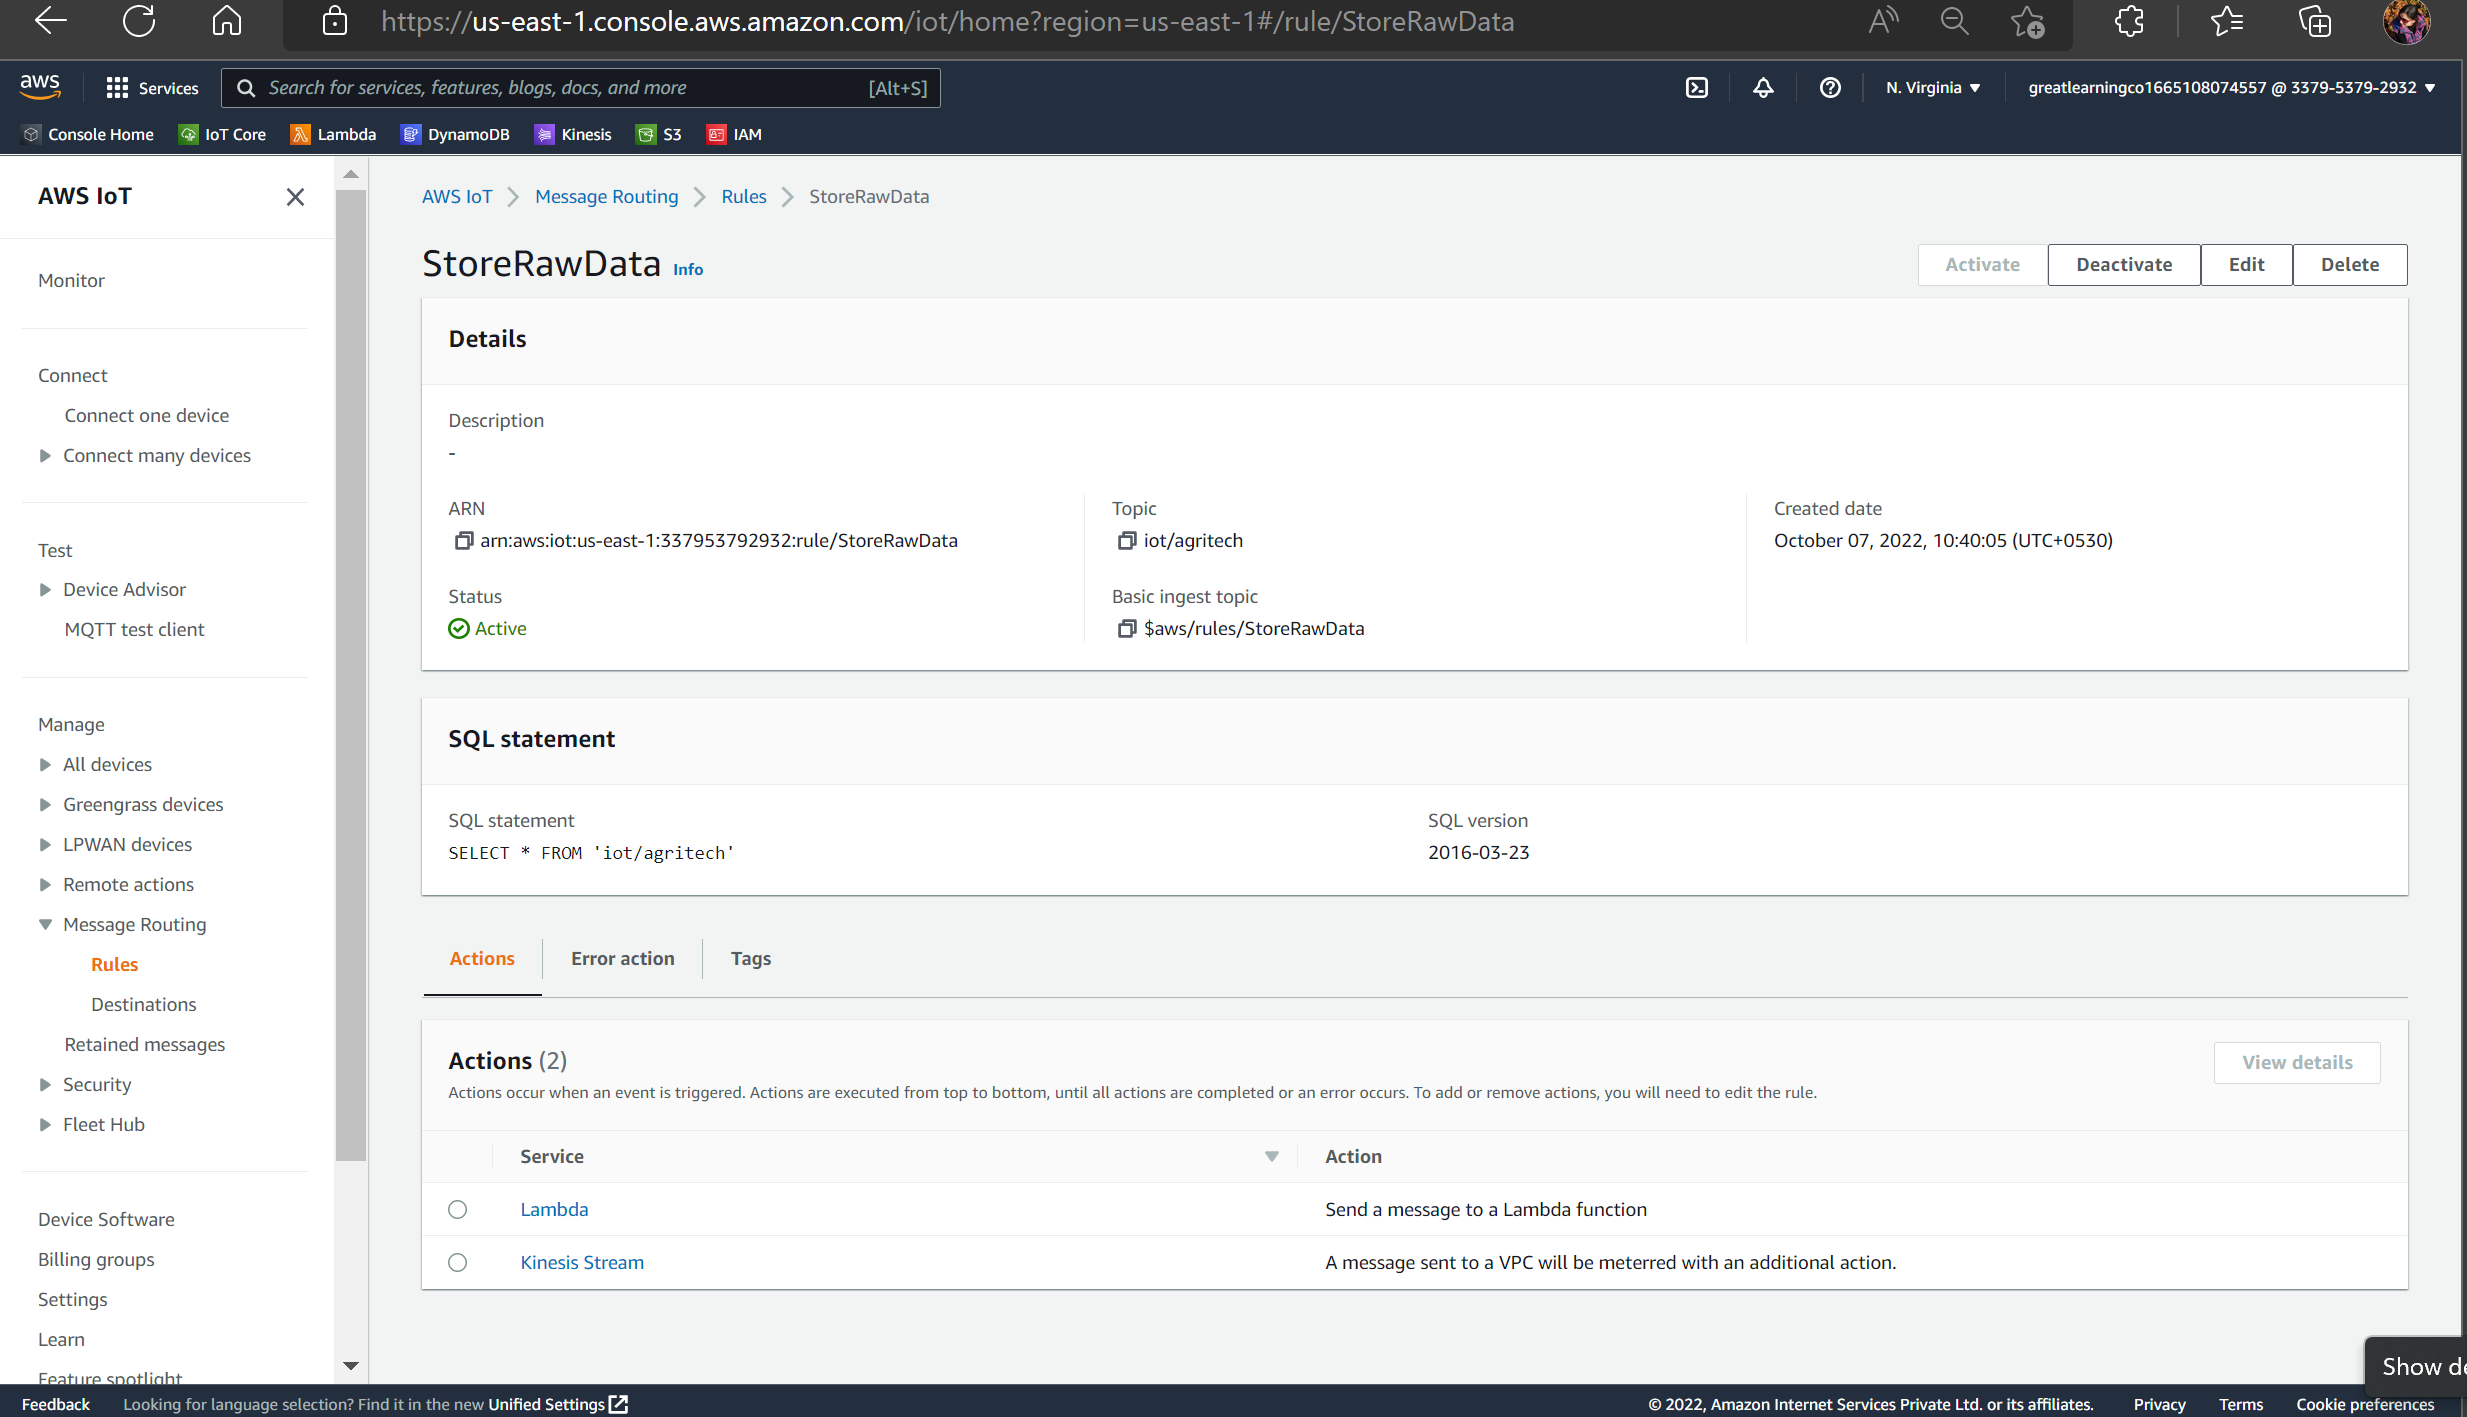 https://us-east-1.console.aws.amazon.com/iot/home?region=us-east-1#/rule/StoreRawData
aws Services Search for services, features, blogs, docs, and more [Alt+S] N. Virginia greatlearningco1665108074557 @ 3379-5379-2932
Console Home IoT Core Lambda DynamoDB Kinesis S3 IAM
AWS IoT
Monitor
Connect
Connect one device
Connect many devices
Test
Device Advisor
MQTT test client
Manage
All devices
Greengrass devices
LPWAN devices
Remote actions
Message Routing
Rules
Destinations
Retained messages
Security
Fleet Hub
Device Software
Billing groups
Settings
Learn
Feature spotlight
AWS IoT Message Routing Rules StoreRawData
StoreRawData Info
Activate Deactivate Edit Delete
Details
Description
-
ARN
arn:aws:iot:us-east-1:337953792932:rule/StoreRawData
Status
Active
Topic
iot/agritech
Basic ingest topic
$aws/rules/StoreRawData
Created date
October 07, 2022, 10:40:05 (UTC+0530)
SQL statement
SQL statement
SELECT * FROM 'iot/agritech'
SQL version
2016-03-23
Actions Error action Tags
Actions (2)
View details
Actions occur when an event is triggered. Actions are executed from top to bottom, until all actions are completed or an error occurs. To add or remove actions, you will need to edit the rule.
Service Action
Lambda Send a message to a Lambda function
Kinesis Stream A message sent to a VPC will be meterred with an additional action.
Show de
Feedback Looking for language selection? Find it in the new Unified Settings © 2022, Amazon Internet Services Private Ltd. or its affiliates. Privacy Terms Cookie preferences